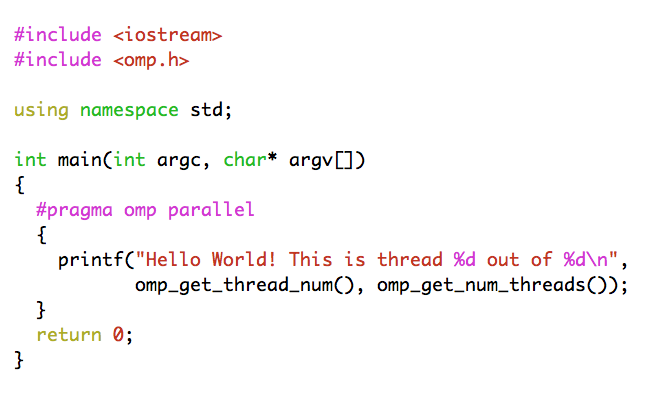 #include <iostream>
#include <omp.h>
using namespace std;
int main(int argc, char* argv[])
{
#pragma omp parallel
{
printf("Hello World! This is thread %d out of %d\n",
omp_get_thread_num(), omp_get_num_threads());
}
return 0;
}